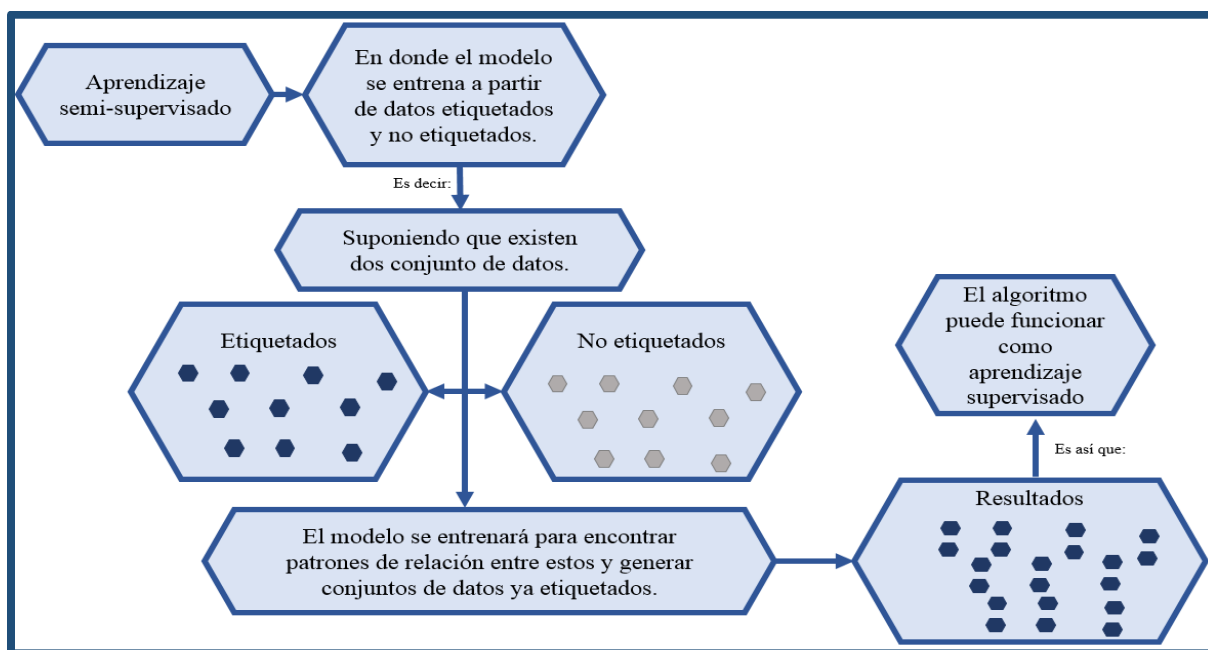 Aprendizaje
semi-supervisado
En donde el modelo
se entrena a partir
de datos etiquetados
y no etiquetados.
Es decir:
Suponiendo que existen
dos conjunto de datos.
Etiquetados
No etiquetados
El modelo se entrenará para encontrar
patrones de relación entre estos y generar
conjuntos de datos ya etiquetados.
Resultados
Es así que:
El algoritmo
puede funcionar
como
aprendizaje
supervisado